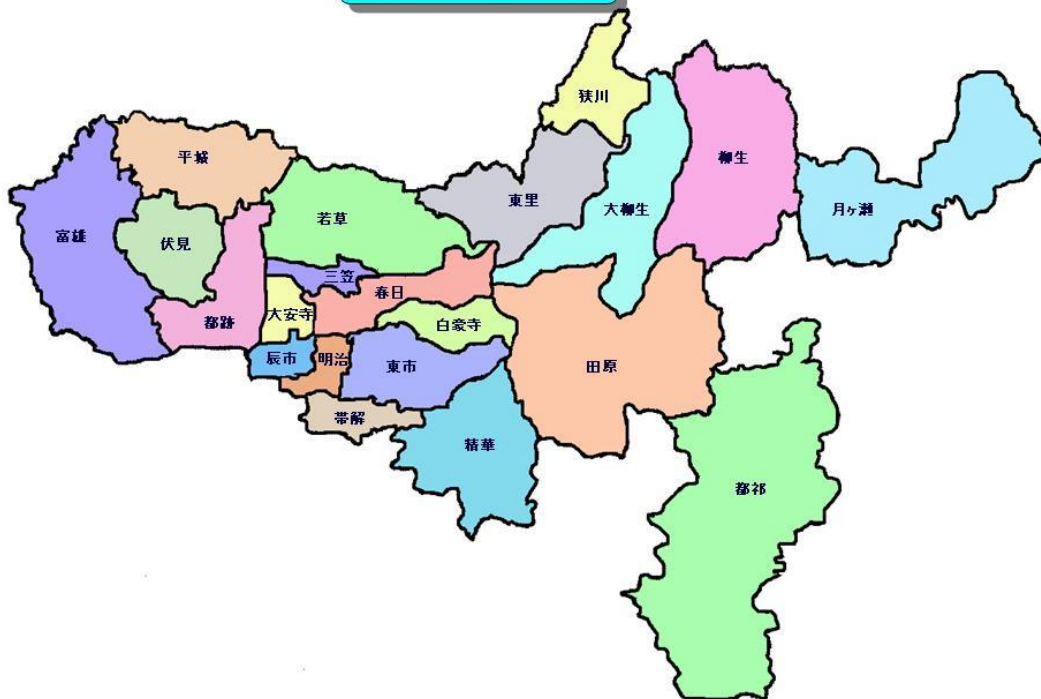 狭川
平城
柳生
東里
月ヶ瀬
大柳生
若草
富雄
伏見
三笠
春日
大安寺
都跡
白豪寺
辰市
明治
東市
田原
帯解
精華
都祁